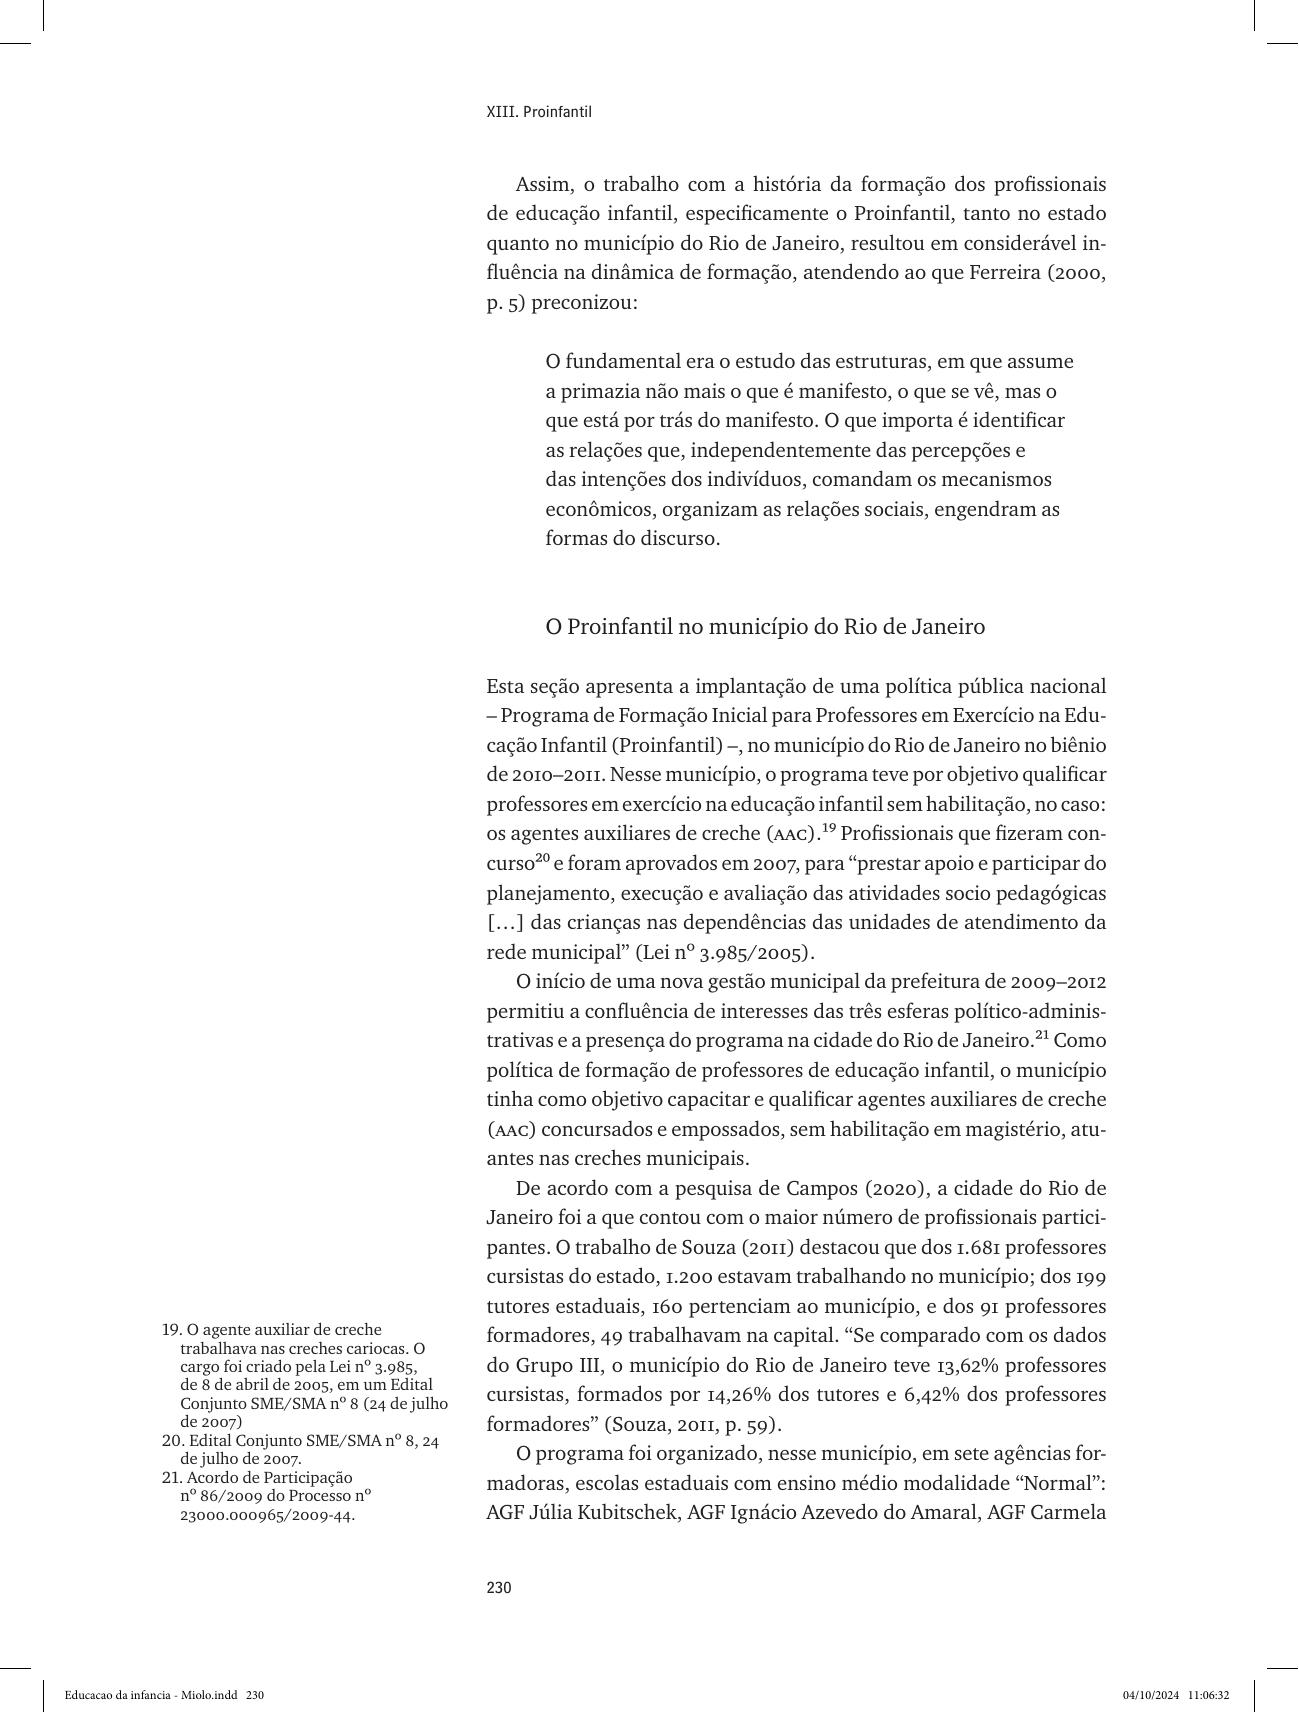 XIII. Proinfantil
Assim, o trabalho com a história da formação dos profissionais
de educação infantil, especificamente o Proinfantil, tanto no estado
quanto no município do Rio de Janeiro, resultou em considerável in-
fluência na dinâmica de formação, atendendo ao que Ferreira (2000,
p. 5) preconizou:
O fundamental era o estudo das estruturas, em que assume
a primazia não mais o que é manifesto, o que se vê, mas o
que está por trás do manifesto. O que importa é identificar
as relações que, independentemente das percepções e
das intenções dos indivíduos, comandam os mecanismos
econômicos, organizam as relações sociais, engendram as
formas do discurso.
O Proinfantil no município do Rio de Janeiro
Esta seção apresenta a implantação de uma política pública nacional
– Programa de Formação Inicial para Professores em Exercício na Edu-
cação Infantil (Proinfantil) –, no município do Rio de Janeiro no biênio
de 2010–2011. Nesse município, o programa teve por objetivo qualificar
professores em exercício na educação infantil sem habilitação, no caso:
os agentes auxiliares de creche (AAC).¹⁹ Profissionais que fizeram con-
curso²⁰ e foram aprovados em 2007, para “prestar apoio e participar do
planejamento, execução e avaliação das atividades socio pedagógicas
[…] das crianças nas dependências das unidades de atendimento da
rede municipal” (Lei nº 3.985/2005).
O início de uma nova gestão municipal da prefeitura de 2009–2012
permitiu a confluência de interesses das três esferas político-adminis-
trativas e a presença do programa na cidade do Rio de Janeiro.²¹ Como
política de formação de professores de educação infantil, o município
tinha como objetivo capacitar e qualificar agentes auxiliares de creche
(AAC) concursados e empossados, sem habilitação em magistério, atu-
antes nas creches municipais.
De acordo com a pesquisa de Campos (2020), a cidade do Rio de
Janeiro foi a que contou com o maior número de profissionais partici-
pantes. O trabalho de Souza (2011) destacou que dos 1.681 professores
cursistas do estado, 1.200 estavam trabalhando no município; dos 199
tutores estaduais, 160 pertenciam ao município, e dos 91 professores
formadores, 49 trabalhavam na capital. “Se comparado com os dados
do Grupo III, o município do Rio de Janeiro teve 13,62% professores
cursistas, formados por 14,26% dos tutores e 6,42% dos professores
formadores” (Souza, 2011, p. 59).
O programa foi organizado, nesse município, em sete agências for-
madoras, escolas estaduais com ensino médio modalidade “Normal”:
AGF Júlia Kubitschek, AGF Ignácio Azevedo do Amaral, AGF Carmela
19. O agente auxiliar de creche
trabalhava nas creches cariocas. O
cargo foi criado pela Lei nº 3.985,
de 8 de abril de 2005, em um Edital
Conjunto SME/SMA nº 8 (24 de julho
de 2007)
20. Edital Conjunto SME/SMA nº 8, 24
de julho de 2007.
21. Acordo de Participação
nº 86/2009 do Processo nº
23000.000965/2009-44.
230
Educacao da infancia - Miolo.indd 230
04/10/2024 11:06:32